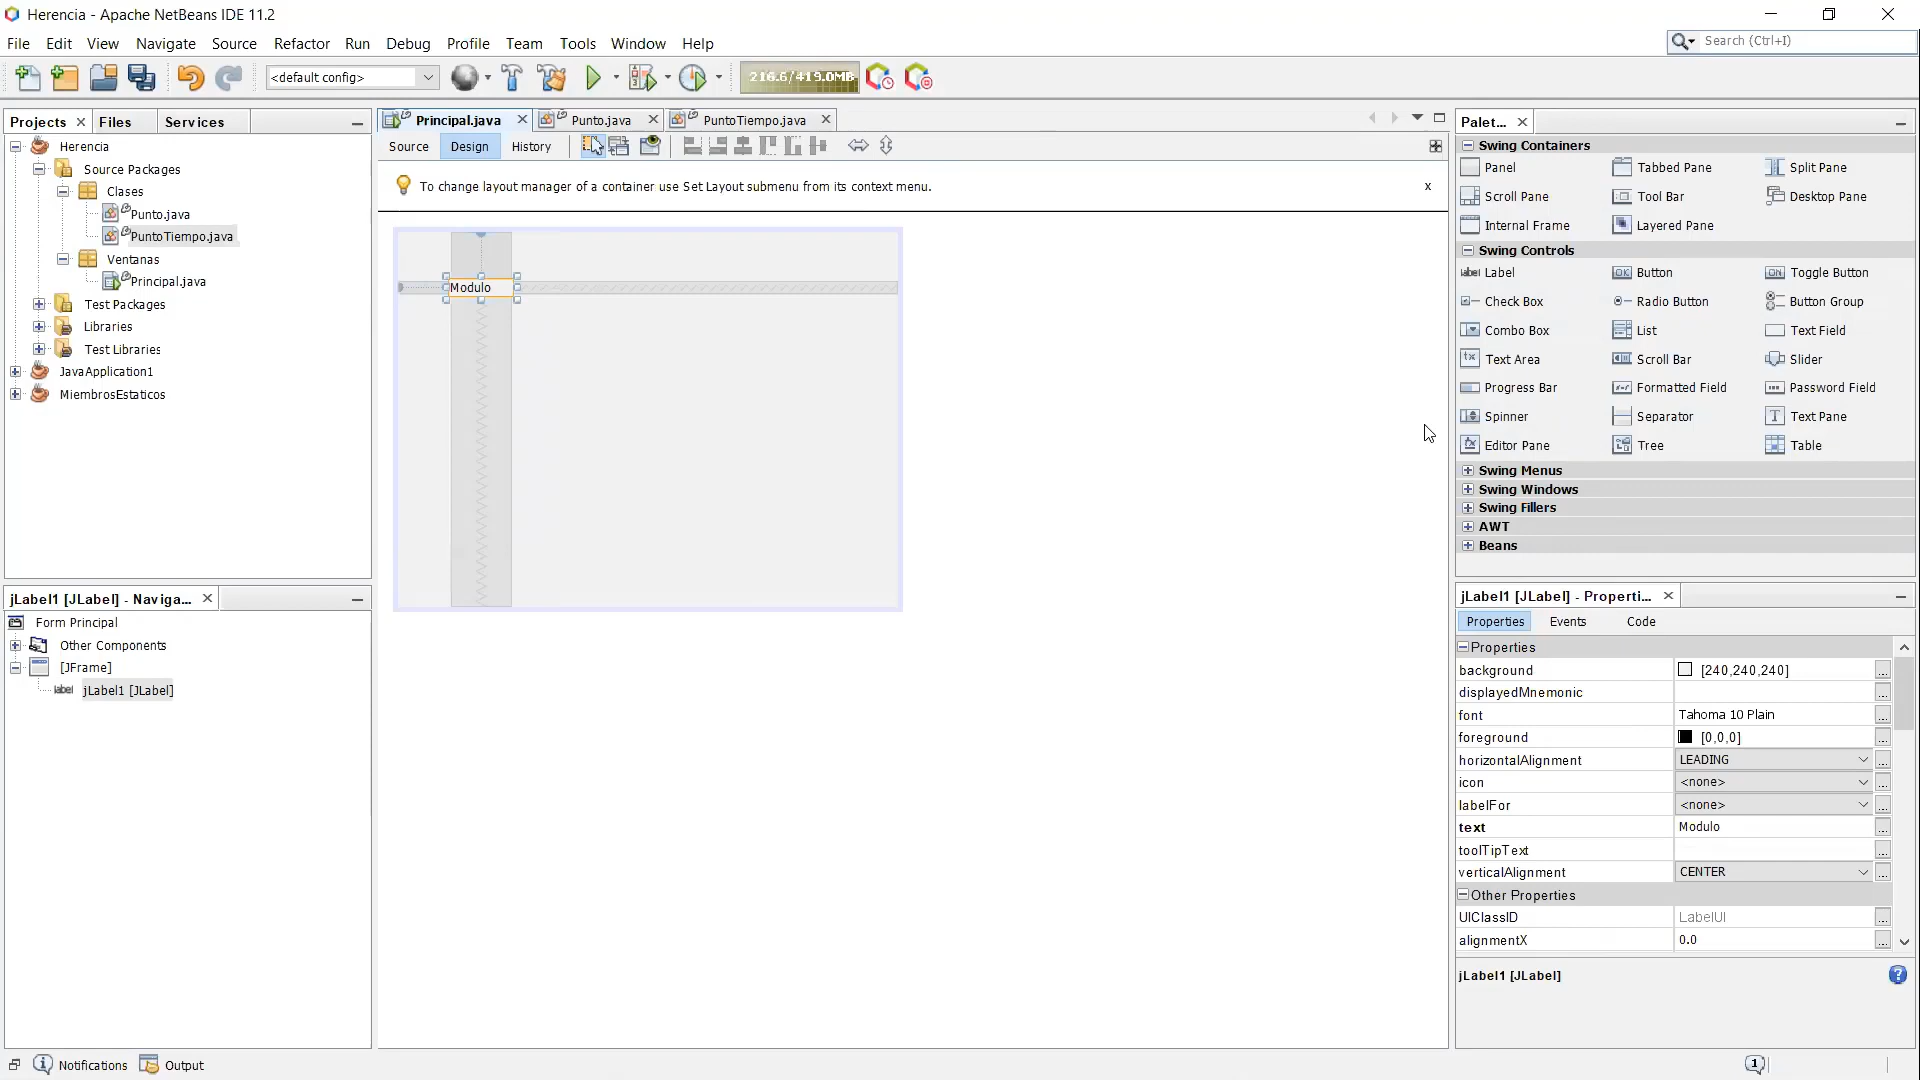 Herencia - Apache NetBeans IDE 11.2
File Edit View Navigate Source Refactor Run Debug Profile Team Tools Window Help
Search (Ctrl+I)
<default config>
216.6/419.0MB
Projects Files Services
Herencia
Source Packages
Clases
Punto.java
PuntoTiempo.java
Ventanas
Principal.java
Test Packages
Libraries
Test Libraries
JavaApplication1
MiembrosEstaticos
Principal.java Punto.java PuntoTiempo.java
Source Design History
To change layout manager of a container use Set Layout submenu from its context menu.
x
Modulo
Palet...
Swing Containers
Panel Tabbed Pane Split Pane
Scroll Pane Tool Bar Desktop Pane
Internal Frame Layered Pane
Swing Controls
label Label OK Button ON Toggle Button
Check Box Radio Button Button Group
Combo Box List Text Field
Text Area Scroll Bar Slider
Progress Bar Formatted Field Password Field
Spinner Separator Text Pane
Editor Pane Tree Table
Swing Menus
Swing Windows
Swing Fillers
AWT
Beans
jLabel1 [JLabel] - Naviga...
Form Principal
Other Components
[JFrame]
label jLabel1 [JLabel]
jLabel1 [JLabel] - Properti...
Properties Events Code
Properties
background [240,240,240] ...
displayedMnemonic ...
font Tahoma 10 Plain ...
foreground [0,0,0] ...
horizontalAlignment LEADING ...
icon <none> ...
labelFor <none> ...
text Modulo ...
toolTipText ...
verticalAlignment CENTER ...
Other Properties
UIClassID LabelUI ...
alignmentX 0.0 ...
jLabel1 [JLabel]
?
Notifications Output
1